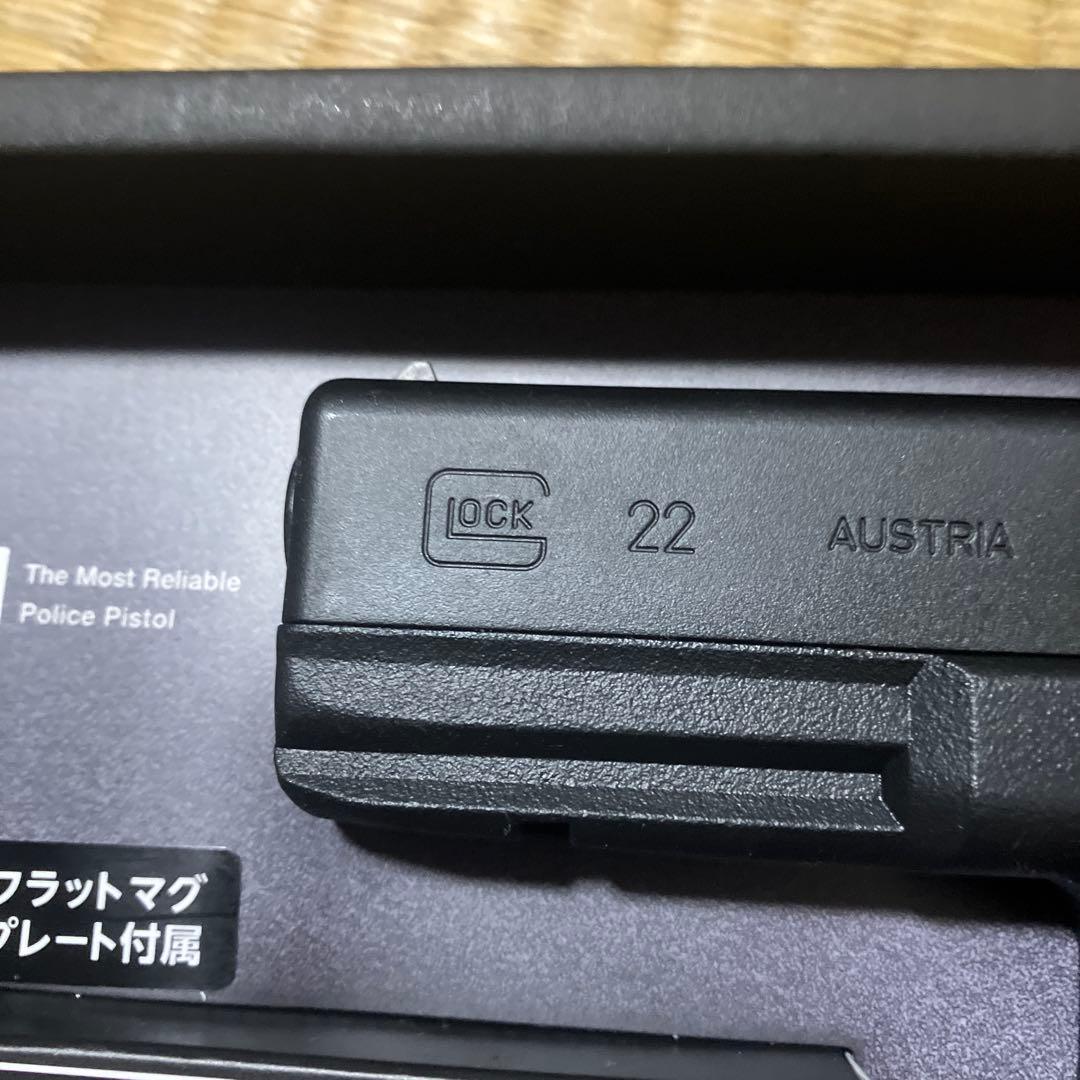 GLOCK 22 AUSTRIA
The Most Reliable
Police Pistol
フラットマグ
プレート付属